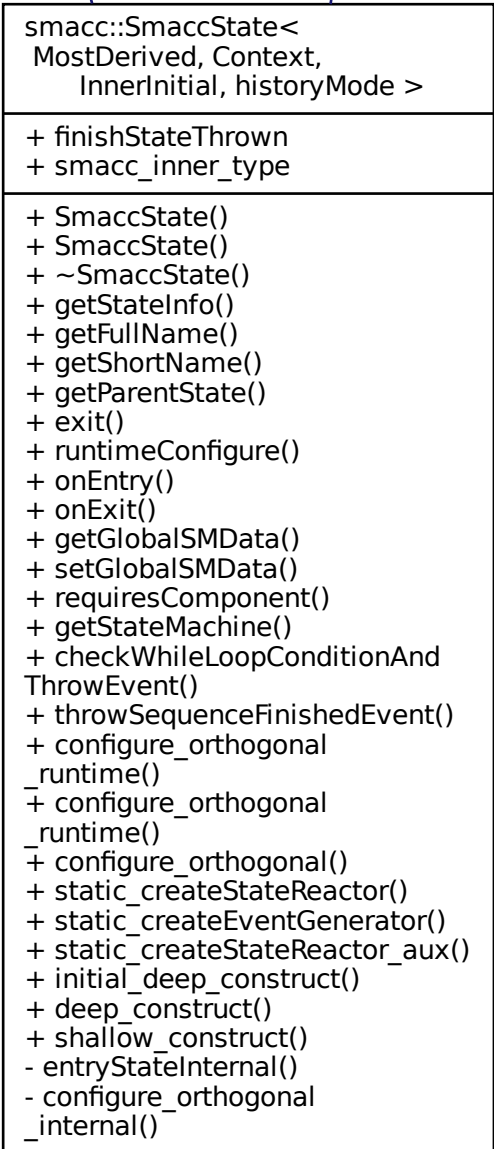 smacc::SmaccState<
MostDerived, Context,
InnerInitial, historyMode >
+ finishStateThrown
+ smacc_inner_type
+ SmaccState()
+ SmaccState()
+ ~SmaccState()
+ getStateInfo()
+ getFullName()
+ getShortName()
+ getParentState()
+ exit()
+ runtimeConfigure()
+ onEntry()
+ onExit()
+ getGlobalSMData()
+ setGlobalSMData()
+ requiresComponent()
+ getStateMachine()
+ checkWhileLoopConditionAnd
ThrowEvent()
+ throwSequenceFinishedEvent()
+ configure_orthogonal
_runtime()
+ configure_orthogonal
_runtime()
+ configure_orthogonal()
+ static_createStateReactor()
+ static_createEventGenerator()
+ static_createStateReactor_aux()
+ initial_deep_construct()
+ deep_construct()
+ shallow_construct()
- entryStateInternal()
- configure_orthogonal
_internal()